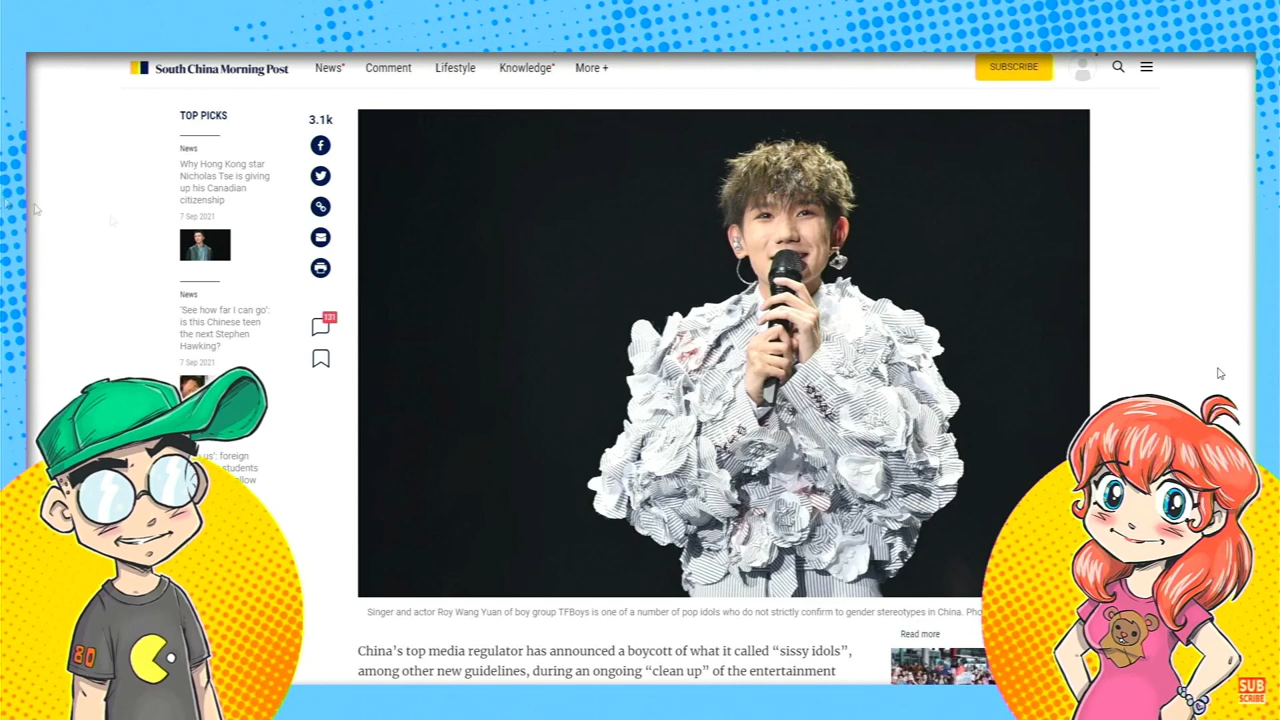 South China Morning Post
News Comment Lifestyle Knowledge More +
SUBSCRIBE
TOP PICKS
News
Why Hong Kong star
Nicholas Tse is giving
up his Canadian
citizenship
7 Sep 2021
News
'See how far I can go':
is this Chinese teen
the next Stephen
Hawking?
7 Sep 2021
us': foreign
students
3.1k
131
Singer and actor Roy Wang Yuan of boy group TFBoys is one of a number of pop idols who do not strictly confirm to gender stereotypes in China.
China's top media regulator has announced a boycott of what it called “sissy idols”,
among other new guidelines, during an ongoing “clean up” of the entertainment
Read more
80
SUB
SCRIBE